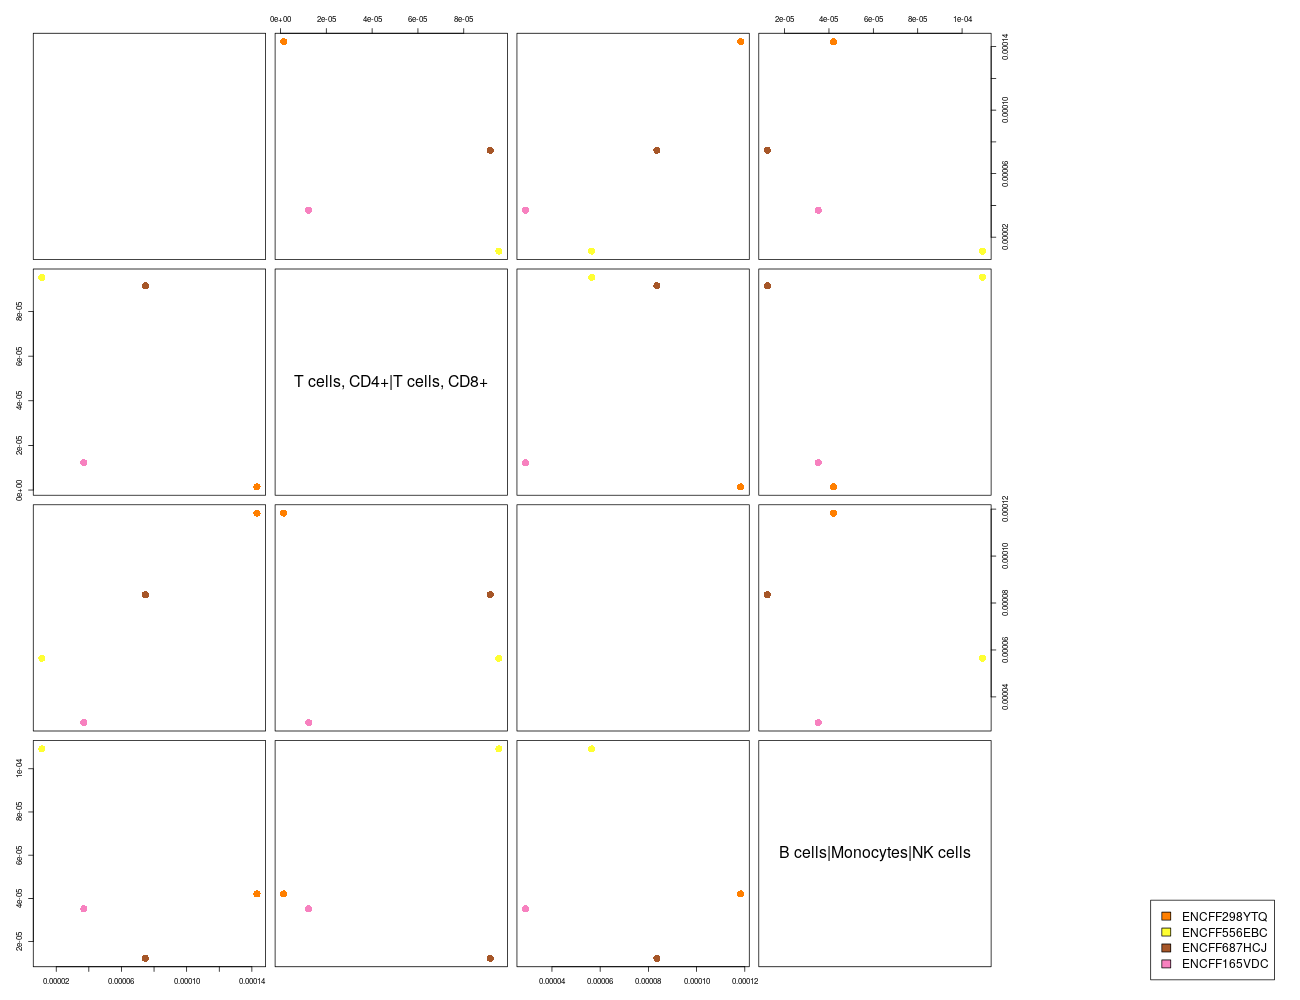 0e+00 2e-05 4e-05 6e-05 8e-05
2e-05 4e-05 6e-05 8e-05 1e-04
0.00014
0.00010
0.00006
0.00002
8e-05
6e-05
4e-05
2e-05
0e+00
T cells, CD4+|T cells, CD8+
0.00012
0.00010
0.00008
0.00006
0.00004
1e-04
8e-05
6e-05
4e-05
2e-05
B cells|Monocytes|NK cells
0.00002 0.00006 0.00010 0.00014
0.00004 0.00006 0.00008 0.00010 0.00012
ENCFF298YTQ
ENCFF556EBC
ENCFF687HCJ
ENCFF165VDC